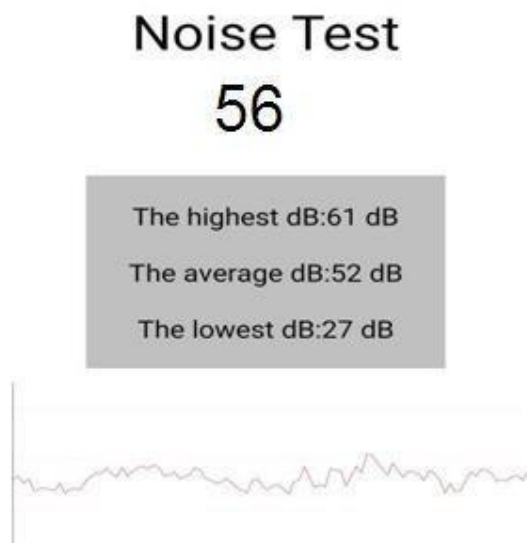 Noise Test
56
The highest dB:61 dB
The average dB:52 dB
The lowest dB:27 dB